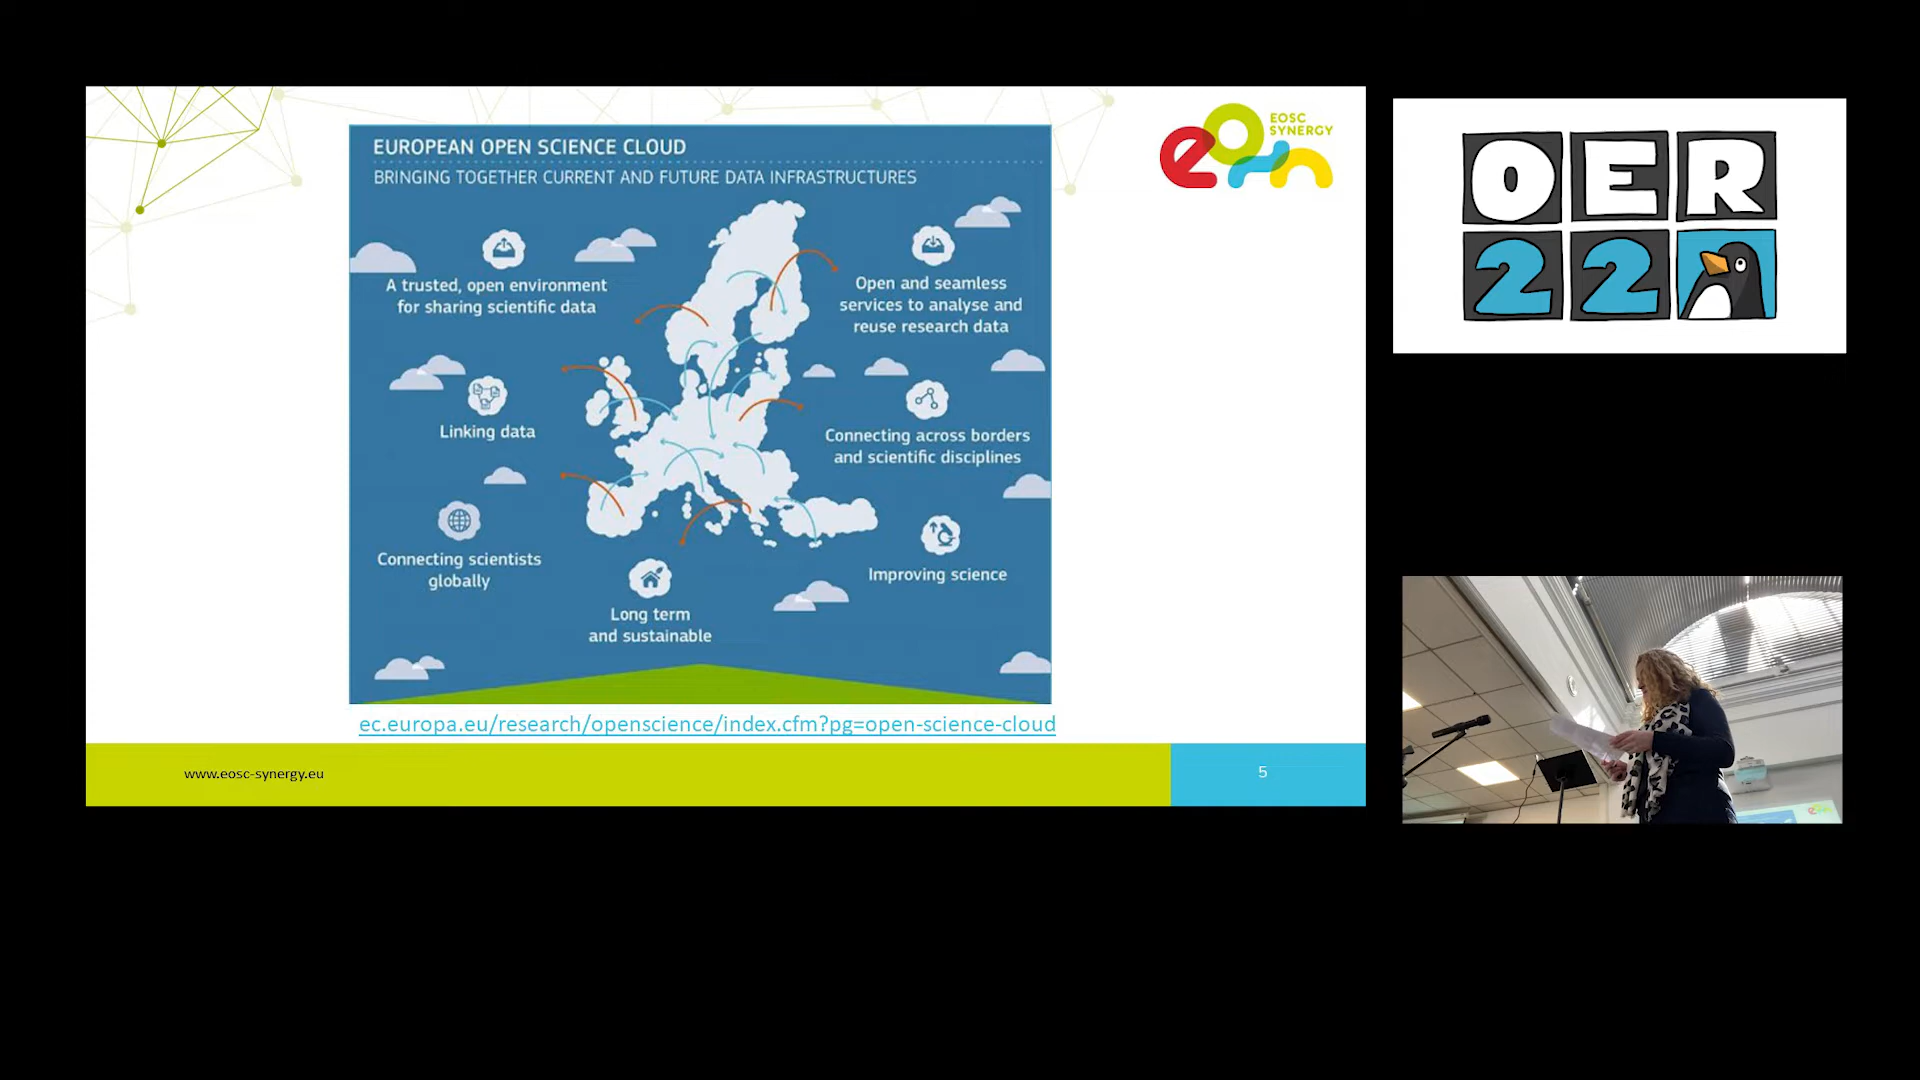 EUROPEAN OPEN SCIENCE CLOUD
BRINGING TOGETHER CURRENT AND FUTURE DATA INFRASTRUCTURES
A trusted, open environment
for sharing scientific data
Open and seamless
services to analyse and
reuse research data
Linking data
Connecting across borders
and scientific disciplines
Connecting scientists
globally
Improving science
Long term
and sustainable
ec.europa.eu/research/openscience/index.cfm?pg=open-science-cloud
www.eosc-synergy.eu
5
EOSC
SYNERGY
OER
22